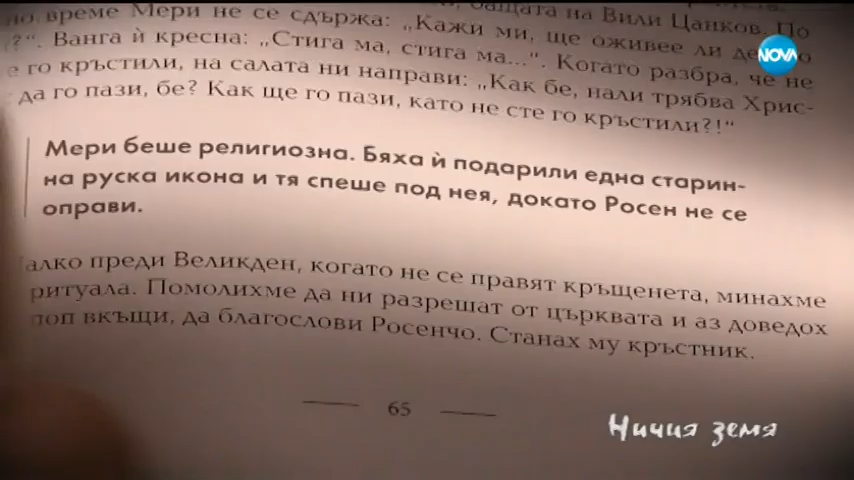 бащата на Вили Цанков. По
време Мери не се сдържа: „Кажи ми, ще оживее ли
?“. Ванга ѝ кресна: „Стига ма, стига ма...“. Когато разбра, че не
го кръстили, на салата ни направи: „Как бе, нали трябва Хрис-
да го пази, бе? Как ще го пази, като не сте го кръстили?!“
NOVA
Мери беше религиозна. Бяха ѝ подарили една старин-
на руска икона и тя спеше под нея, докато Росен не се
оправи.
алко преди Великден, когато не се правят кръщенета, минахме
ритуала. Помолихме да ни разрешат от църквата и аз доведох
поп вкъщи, да благослови Росенчо. Станах му кръстник.
65
Ничия земя